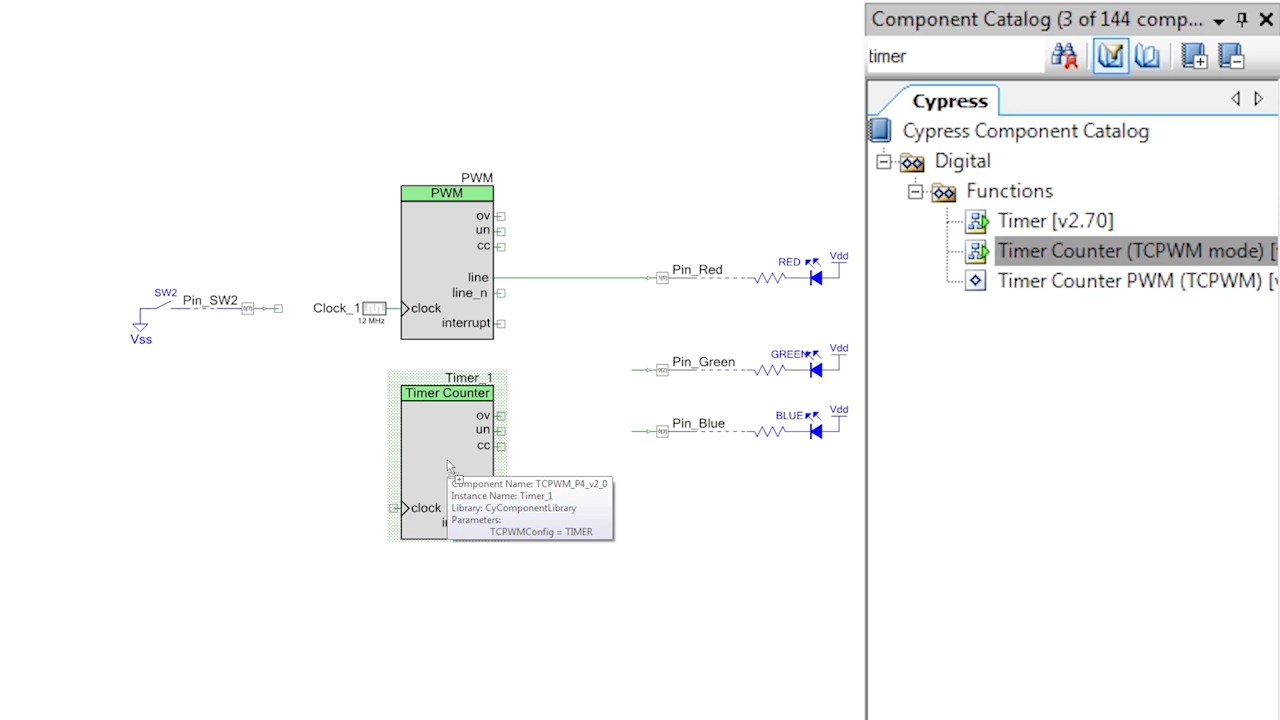 Component Catalog (3 of 144 comp...
timer
Cypress
Cypress Component Catalog
Digital
Functions
Timer [v2.70]
Timer Counter (TCPWM mode) [
Timer Counter PWM (TCPWM) [v
PWM
PWM
ov
un
cc
line
line_n
clock
interrupt
Clock_1
12 MHz
SW2
Pin_SW2
Vss
Pin_Red
RED
Vdd
Pin_Green
GREEN
Vdd
Pin_Blue
BLUE
Vdd
Timer_1
Timer Counter
ov
un
cc
clock
Component Name: TCPWM_P4_v2_0
Instance Name: Timer_1
Library: CyComponentLibrary
Parameters:
TCPWMConfig = TIMER